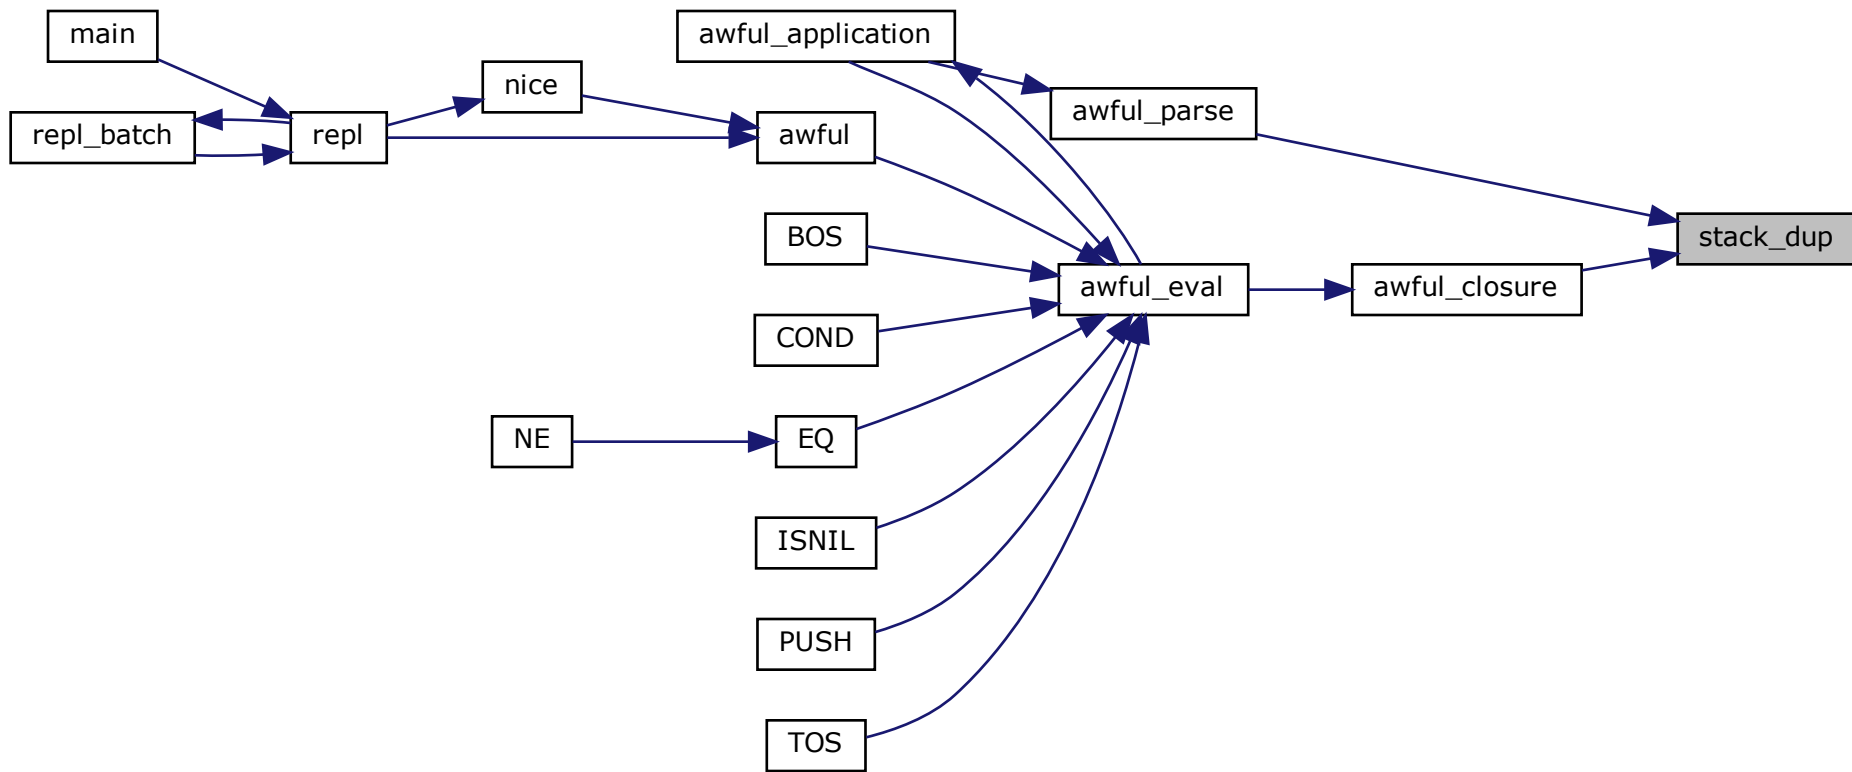 main
repl_batch
repl
nice
awful
awful_application
awful_parse
BOS
COND
NE
EQ
ISNIL
PUSH
TOS
awful_eval
awful_closure
stack_dup